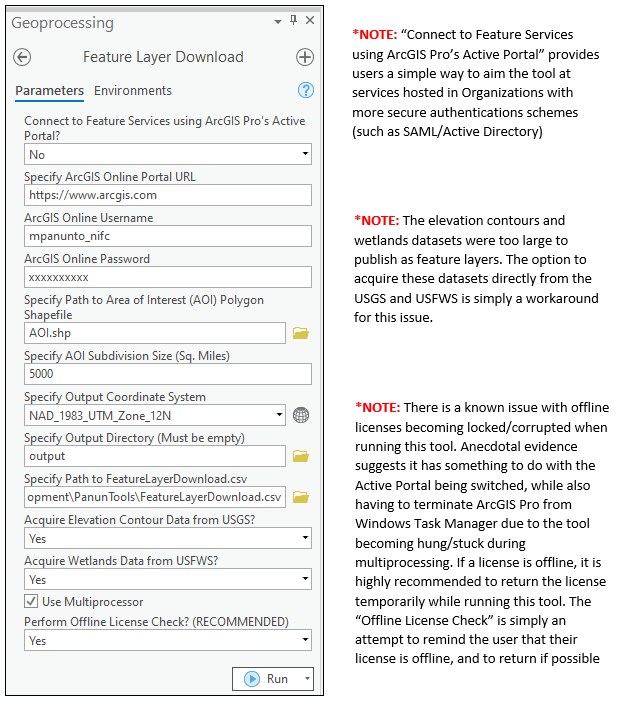 Geoprocessing
Feature Layer Download
Parameters Environments
Connect to Feature Services using ArcGIS Pro's Active
Portal?
No
Specify ArcGIS Online Portal URL
https://www.arcgis.com
ArcGIS Online Username
mpanunto_nifc
ArcGIS Online Password
xxxxxxxxxx
Specify Path to Area of Interest (AOI) Polygon
Shapefile
AOI.shp
Specify AOI Subdivision Size (Sq. Miles)
5000
Specify Output Coordinate System
NAD_1983_UTM_Zone_12N
Specify Output Directory (Must be empty)
output
Specify Path to FeatureLayerDownload.csv
opment\PanunTools\FeatureLayerDownload.csv
Acquire Elevation Contour Data from USGS?
Yes
Acquire Wetlands Data from USFWS?
Yes
Use Multiprocessor
Perform Offline License Check? (RECOMMENDED)
Yes
Run
*NOTE: “Connect to Feature Services
using ArcGIS Pro’s Active Portal” provides
users a simple way to aim the tool at
services hosted in Organizations with
more secure authentications schemes
(such as SAML/Active Directory)
*NOTE: The elevation contours and
wetlands datasets were too large to
publish as feature layers. The option to
acquire these datasets directly from the
USGS and USFWS is simply a workaround
for this issue.
*NOTE: There is a known issue with offline
licenses becoming locked/corrupted when
running this tool. Anecdotal evidence
suggests it has something to do with the
Active Portal being switched, while also
having to terminate ArcGIS Pro from
Windows Task Manager due to the tool
becoming hung/stuck during
multiprocessing. If a license is offline, it is
highly recommended to return the license
temporarily while running this tool. The
“Offline License Check” is simply an
attempt to remind the user that their
license is offline, and to return if possible